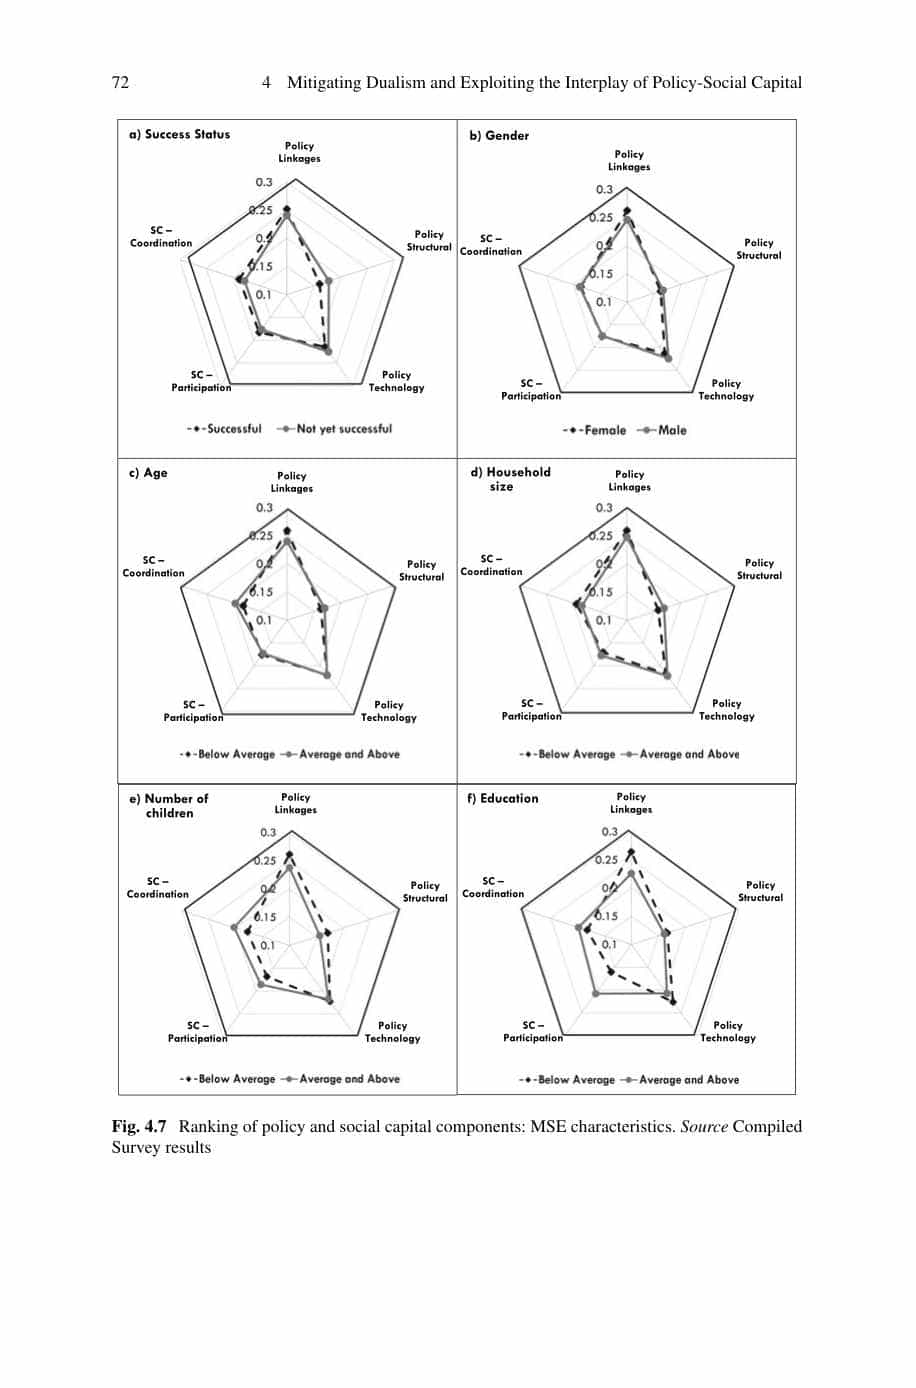 72 4 Mitigating Dualism and Exploiting the Interplay of Policy-Social Capital
a) Success Status
Policy
Linkages
0.3
0.25
0.2
0.15
0.1
Policy
Structural
Policy
Technology
SC –
Participation
SC –
Coordination
Successful Not yet successful
b) Gender
Policy
Linkages
0.3
0.25
0.2
0.15
0.1
Policy
Structural
Policy
Technology
SC –
Participation
SC –
Coordination
Female Male
c) Age
Policy
Linkages
0.3
0.25
0.2
0.15
0.1
Policy
Structural
Policy
Technology
SC –
Participation
SC –
Coordination
Below Average Average and Above
d) Household
size
Policy
Linkages
0.3
0.25
0.2
0.15
0.1
Policy
Structural
Policy
Technology
SC –
Participation
SC –
Coordination
Below Average Average and Above
e) Number of
children
Policy
Linkages
0.3
0.25
0.2
0.15
0.1
Policy
Structural
Policy
Technology
SC –
Participation
SC –
Coordination
Below Average Average and Above
f) Education
Policy
Linkages
0.3
0.25
0.2
0.15
0.1
Policy
Structural
Policy
Technology
SC –
Participation
SC –
Coordination
Below Average Average and Above
Fig. 4.7 Ranking of policy and social capital components: MSE characteristics. Source Compiled
Survey results